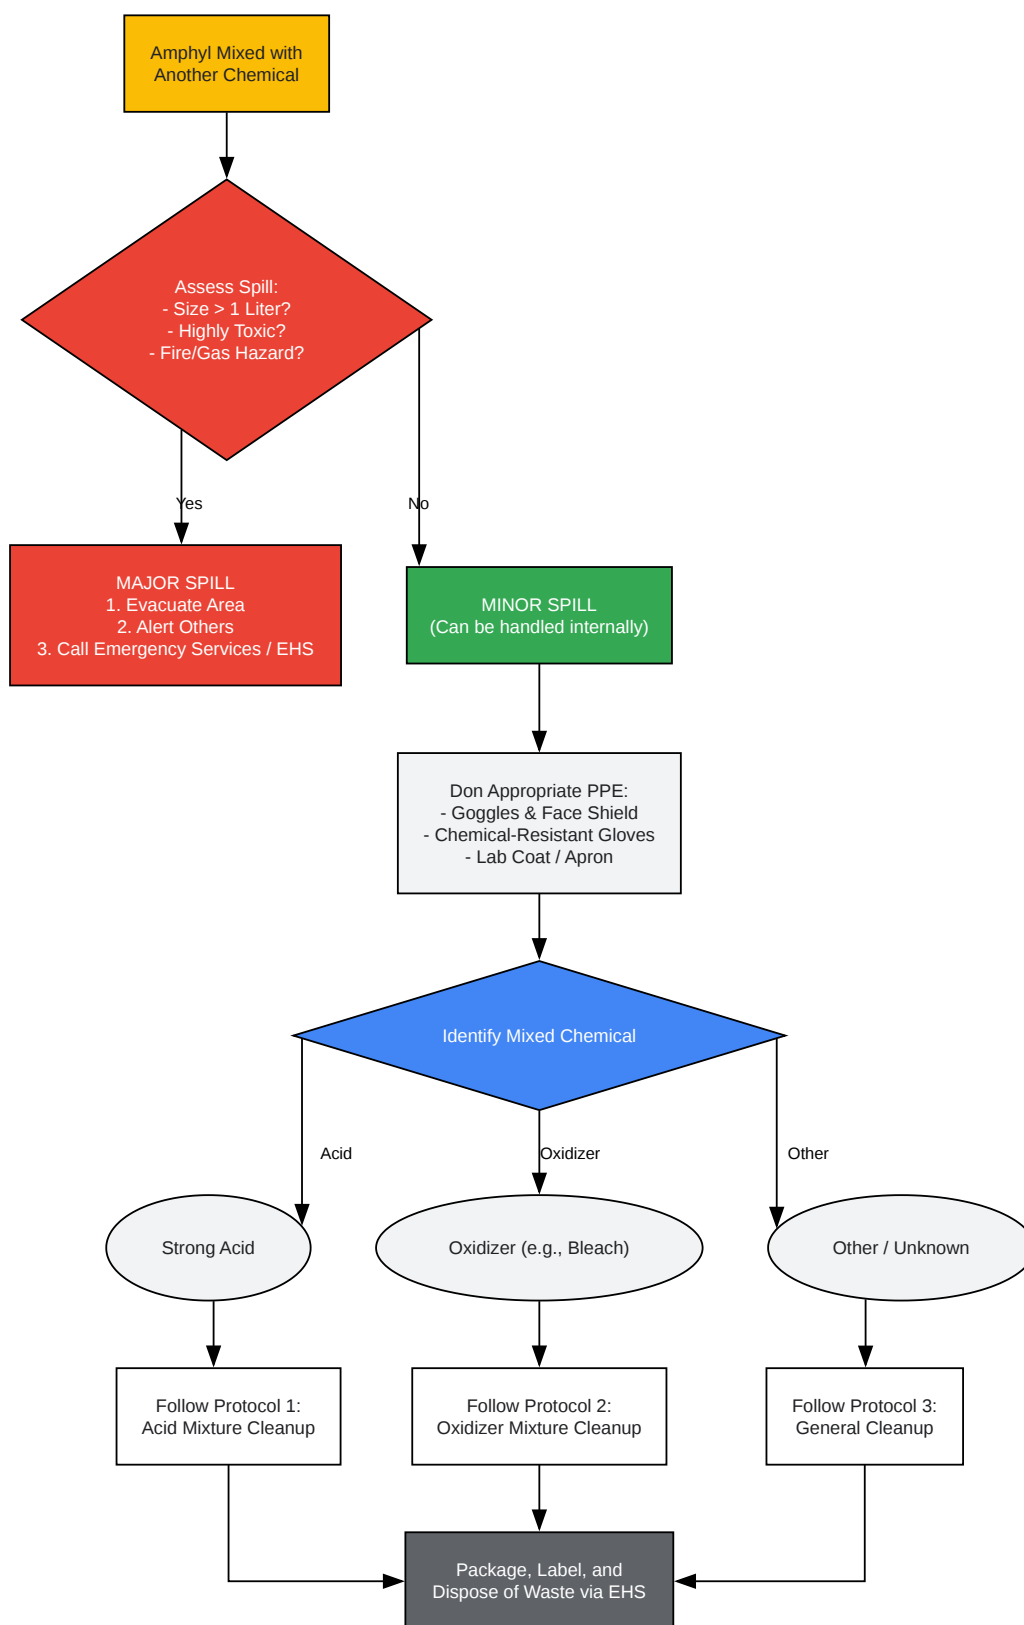 Amphyl Mixed with
Another Chemical
Assess Spill:
- Size > 1 Liter?
- Highly Toxic?
- Fire/Gas Hazard?
Yes
No
MAJOR SPILL
1. Evacuate Area
2. Alert Others
3. Call Emergency Services / EHS
MINOR SPILL
(Can be handled internally)
Don Appropriate PPE:
- Goggles & Face Shield
- Chemical-Resistant Gloves
- Lab Coat / Apron
Identify Mixed Chemical
Acid
Oxidizer
Other
Strong Acid
Oxidizer (e.g., Bleach)
Other / Unknown
Follow Protocol 1:
Acid Mixture Cleanup
Follow Protocol 2:
Oxidizer Mixture Cleanup
Follow Protocol 3:
General Cleanup
Package, Label, and
Dispose of Waste via EHS